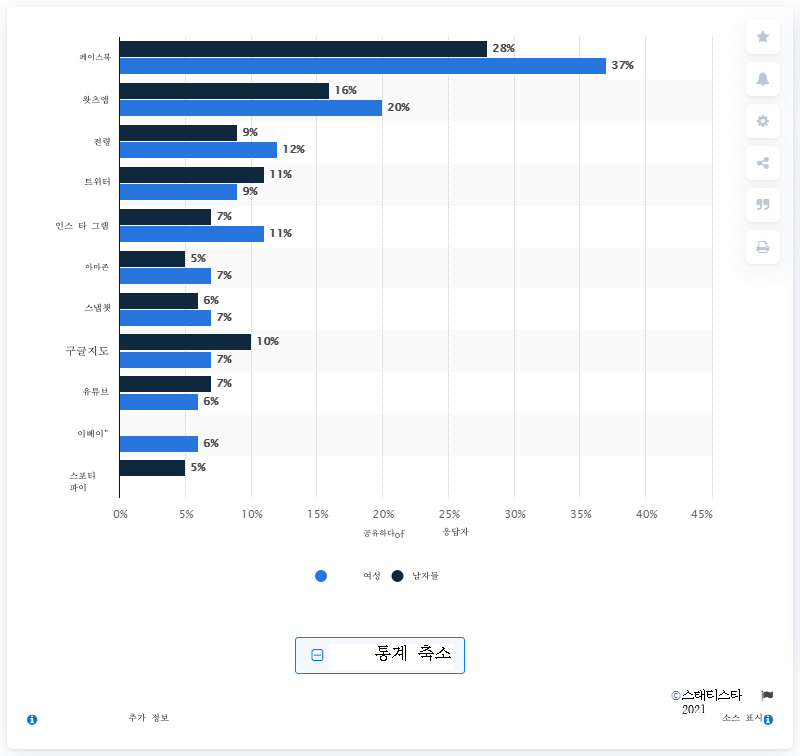 페이스북
28%
37%
왓츠앱
16%
20%
전령
9%
12%
트위터
11%
9%
인스 타 그램
7%
11%
아마존
5%
7%
스냅챗
6%
7%
구글지도
10%
7%
유튜브
7%
6%
이베이"
6%
스포티
파이
5%
0% 5% 10% 15% 20% 25% 30% 35% 40% 45%
공유하다of 응답자
여성 남자들
통계 축소
©스태티스타
2021
추가 정보
소스 표시